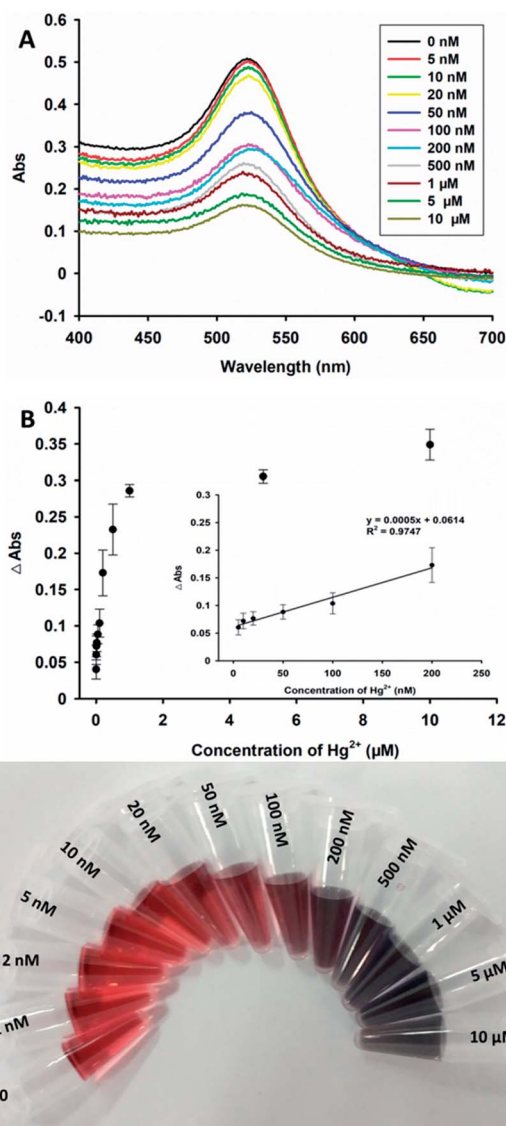 A
0.6
0.5
0.4
0.3
0.2
0.1
0
-0.1
Abs
400 450 500 550 600 650 700
Wavelength (nm)
0 nM
5 nM
10 nM
20 nM
50 nM
100 nM
200 nM
500 nM
1 µM
5 µM
10 µM
B
0.4
0.35
0.3
0.25
0.2
0.15
0.1
0.05
0
△ Abs
0 2 4 6 8 10 12
Concentration of Hg²⁺ (µM)
0.3
0.25
0.2
0.15
0.1
0.05
0
△ Abs
0 50 100 150 200 250
Concentration of Hg²⁺ (nM)
y = 0.0005x + 0.0614
R² = 0.9747
0
nM
2 nM
5 nM
10 nM
20 nM
50 nM
100 nM
200 nM
500 nM
1 µM
5 µM
10 µM